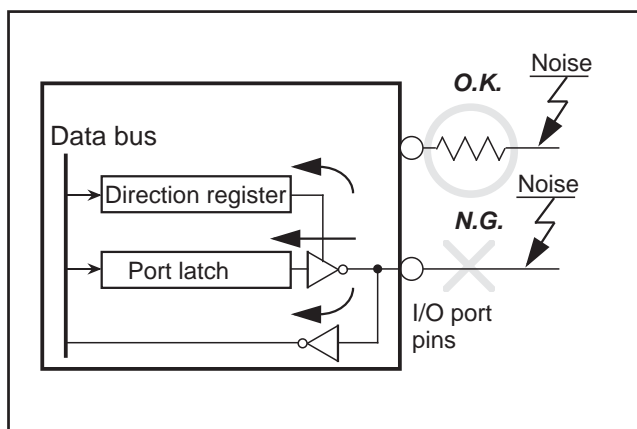 Noise
O.K.
Data bus
Direction register
Noise
N.G.
Port latch
I/O port
pins